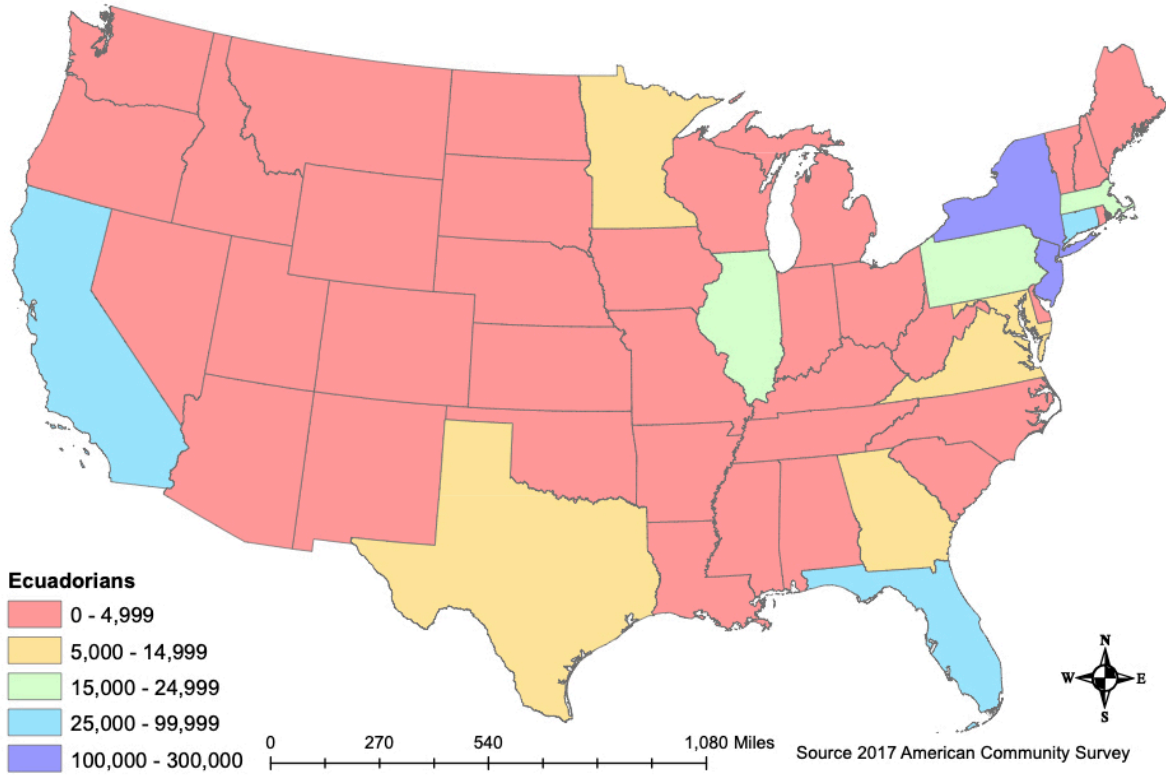 Ecuadorians
0 - 4,999
5,000 - 14,999
15,000 - 24,999
25,000 - 99,999
100,000 - 300,000
0 270 540 1,080 Miles
N
W E
S
Source 2017 American Community Survey